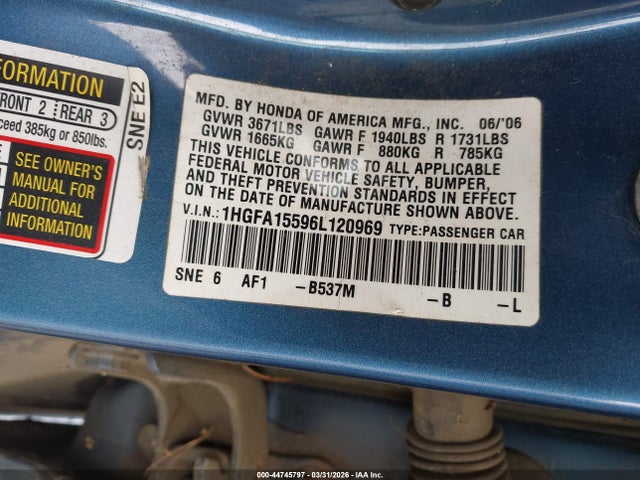 FORMATION
FRONT 2 REAR 3
ceed 385kg or 850lbs.
SEE OWNER'S
MANUAL FOR
ADDITIONAL
INFORMATION
SNE E2
MFD. BY HONDA OF AMERICA MFG., INC. 06/'06
GVWR 3671LBS GAWR F 1940LBS R 1731LBS
GVWR 1665KG GAWR F 880KG R 785KG
THIS VEHICLE CONFORMS TO ALL APPLICABLE
FEDERAL MOTOR VEHICLE SAFETY, BUMPER,
AND THEFT PREVENTION STANDARDS IN EFFECT
ON THE DATE OF MANUFACTURE SHOWN ABOVE.
V.I.N.: 1HGFA15596L120969 TYPE:PASSENGER CAR
SNE 6 AF1 -B537M -B -L
000-44745797 - 03/31/2026 - IAA Inc.